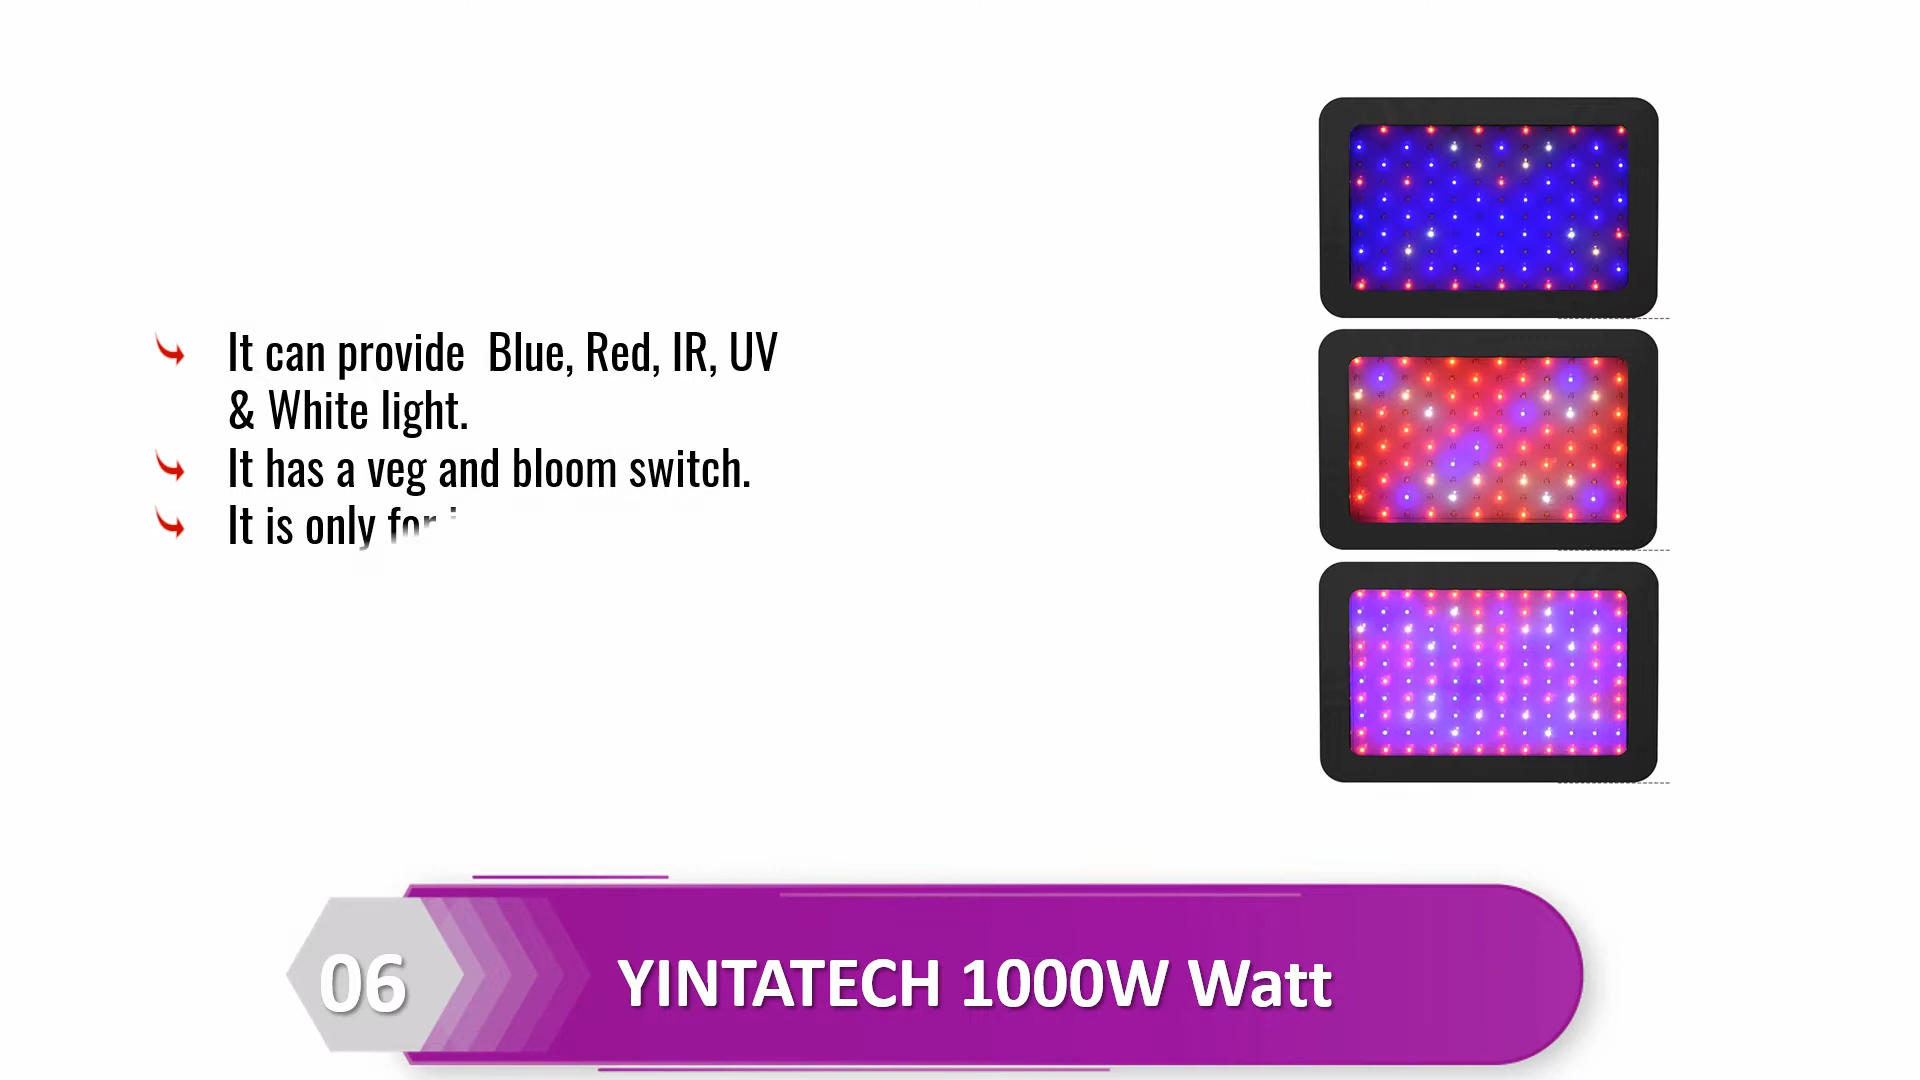 It can provide Blue, Red, IR, UV
& White light.
It has a veg and bloom switch.
It is only for
06
YINTATECH 1000W Watt